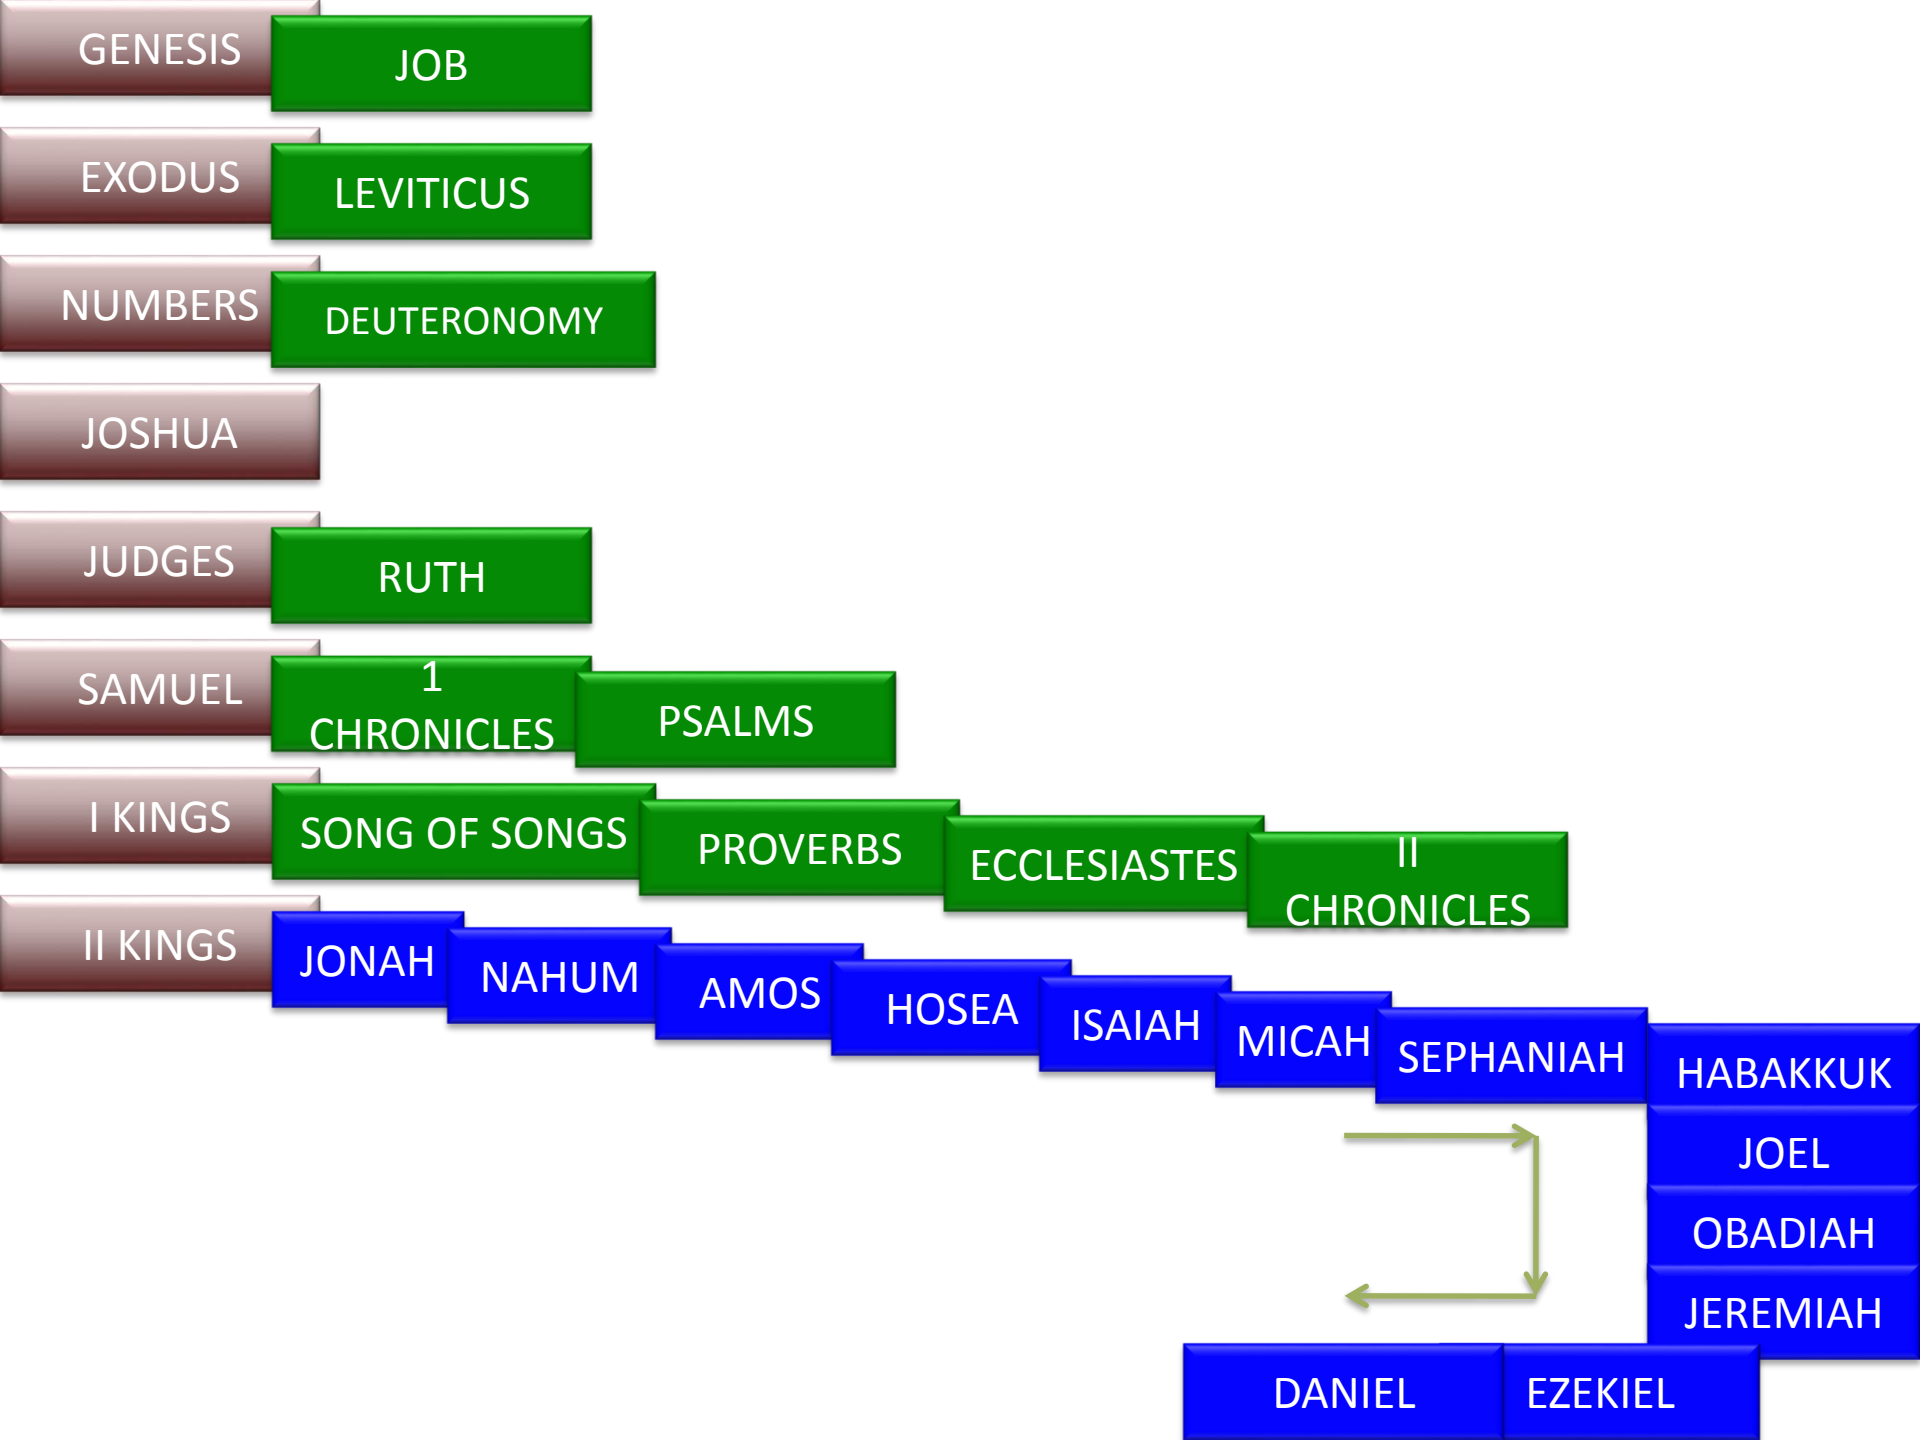 GENESIS
JOB
EXODUS
LEVITICUS
NUMBERS
DEUTERONOMY
JOSHUA
JUDGES
RUTH
SAMUEL
1
CHRONICLES
PSALMS
I KINGS
SONG OF SONGS
PROVERBS
ECCLESIASTES
II
CHRONICLES
II KINGS
JONAH
NAHUM
AMOS
HOSEA
ISAIAH
MICAH
SEPHANIAH
HABAKKUK
JOEL
OBADIAH
JEREMIAH
EZEKIEL
DANIEL